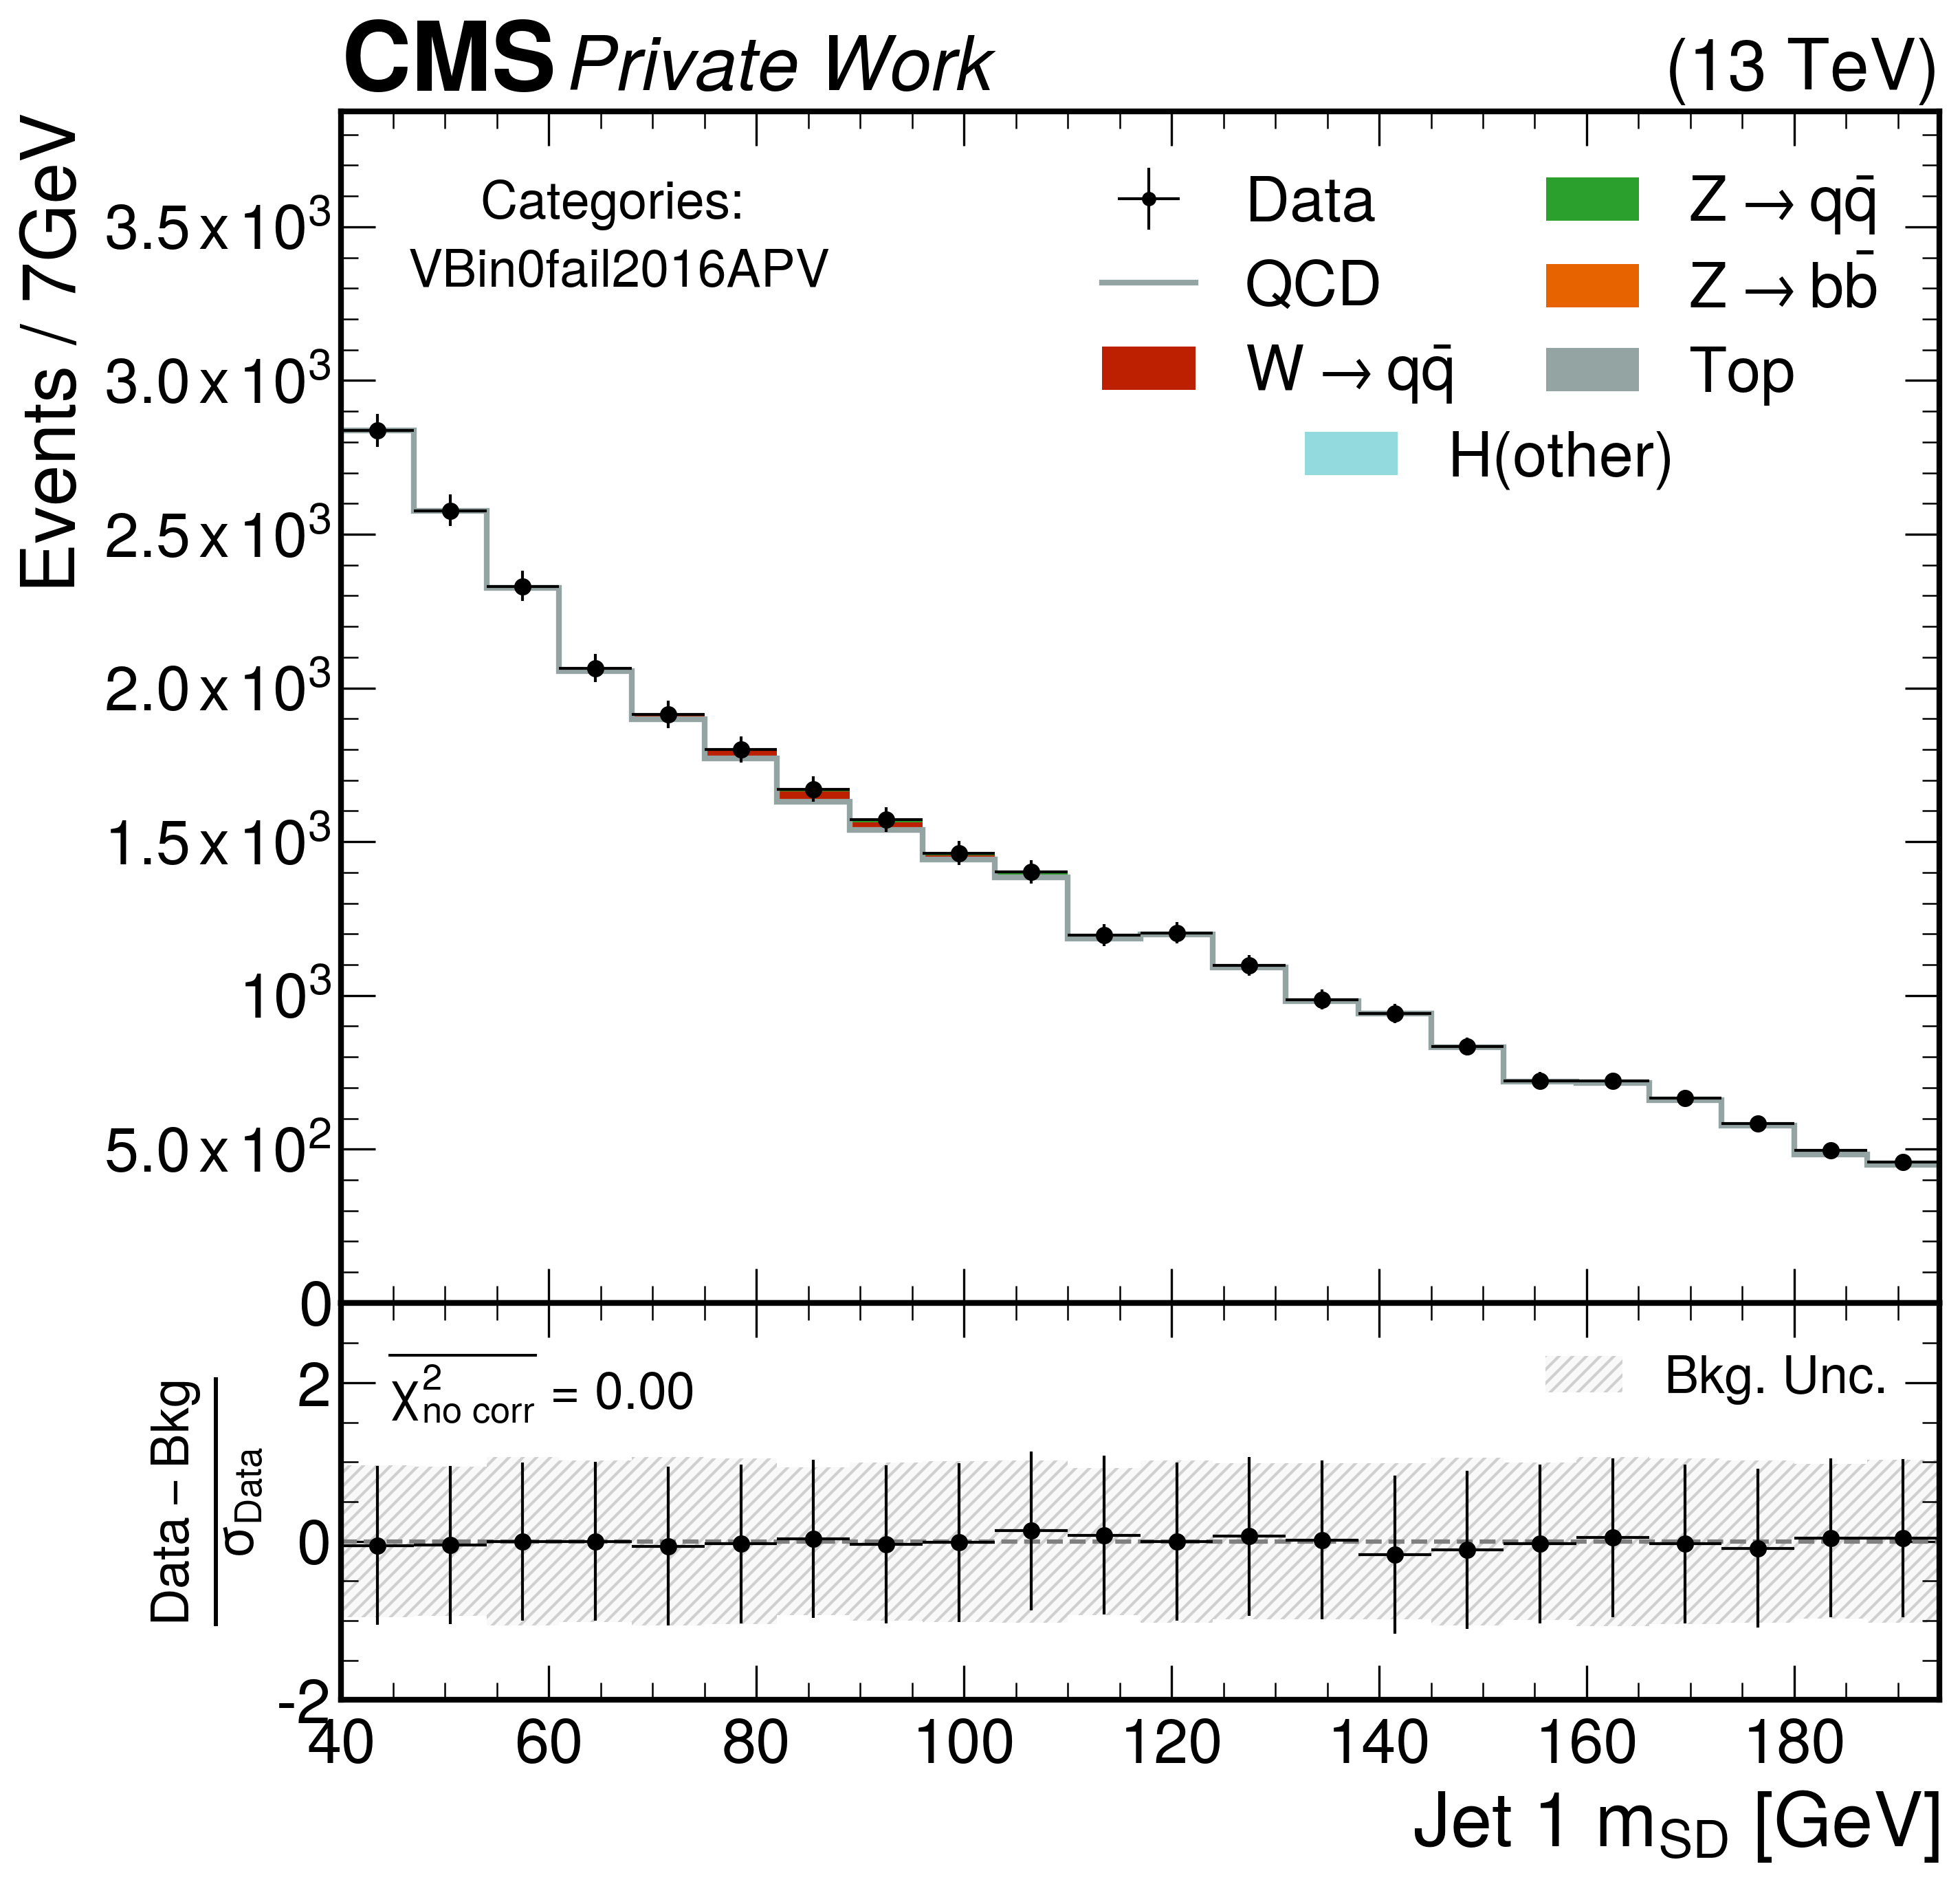 CMS Private Work (13 TeV)
Events / 7GeV
3.5 x 10³
3.0 x 10³
2.5 x 10³
2.0 x 10³
1.5 x 10³
10³
5.0 x 10²
0
Categories:
VBin0fail2016APV
Data
QCD
W → qq̄
Z → qq̄
Z → bb̄
Top
H(other)
Data – Bkg
σ_Data
2
0
-2
χ²_no corr = 0.00
Bkg. Unc.
40 60 80 100 120 140 160 180
Jet 1 m_SD [GeV]